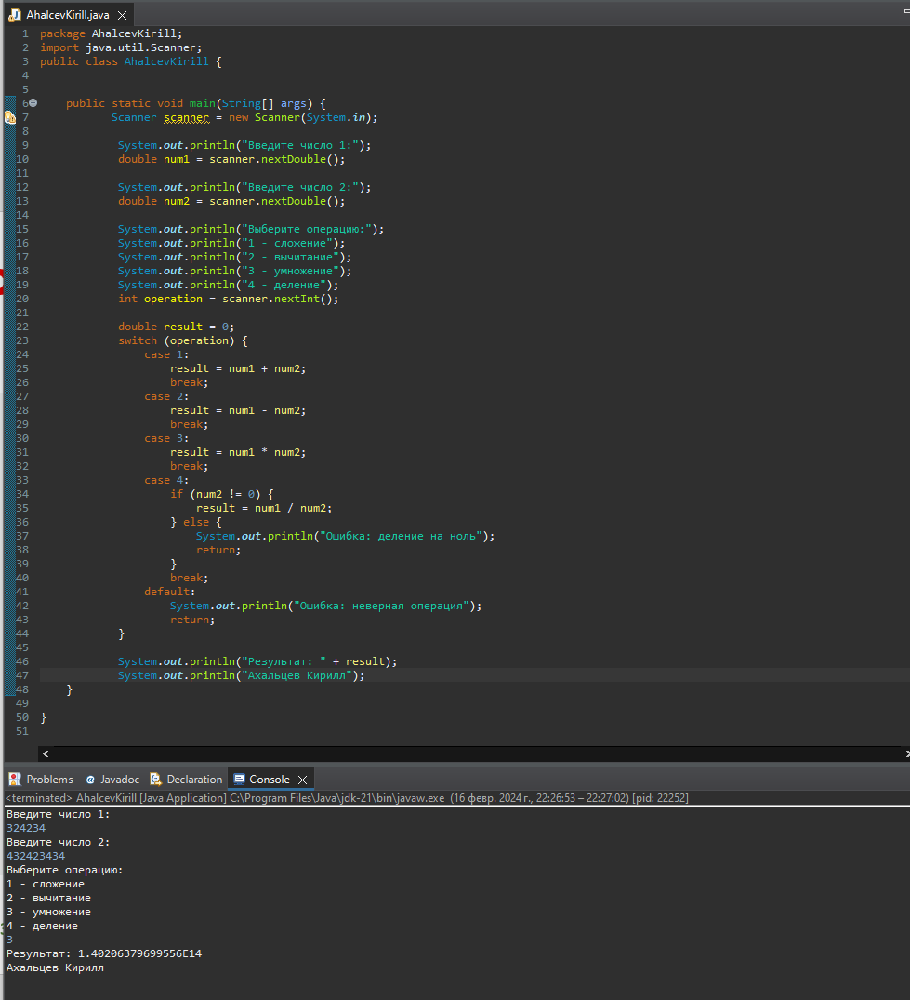 AhalcevKirill.java
1 package AhalcevKirill;
2 import java.util.Scanner;
3 public class AhalcevKirill {
4
5
6 public static void main(String[] args) {
7 Scanner scanner = new Scanner(System.in);
8
9 System.out.println("Введите число 1:");
10 double num1 = scanner.nextDouble();
11
12 System.out.println("Введите число 2:");
13 double num2 = scanner.nextDouble();
14
15 System.out.println("Выберите операцию:");
16 System.out.println("1 - сложение");
17 System.out.println("2 - вычитание");
18 System.out.println("3 - умножение");
19 System.out.println("4 - деление");
20 int operation = scanner.nextInt();
21
22 double result = 0;
23 switch (operation) {
24 case 1:
25 result = num1 + num2;
26 break;
27 case 2:
28 result = num1 - num2;
29 break;
30 case 3:
31 result = num1 * num2;
32 break;
33 case 4:
34 if (num2 != 0) {
35 result = num1 / num2;
36 } else {
37 System.out.println("Ошибка: деление на ноль");
38 return;
39 }
40 break;
41 default:
42 System.out.println("Ошибка: неверная операция");
43 return;
44 }
45
46 System.out.println("Результат: " + result);
47 System.out.println("Ахальцев Кирилл");
48 }
49
50 }
51
Problems Javadoc Declaration Console
<terminated> AhalcevKirill [Java Application] C:\Program Files\Java\jdk-21\bin\javaw.exe (16 февр. 2024 г., 22:26:53 – 22:27:02) [pid: 22252]
Введите число 1:
324234
Введите число 2:
432423434
Выберите операцию:
1 - сложение
2 - вычитание
3 - умножение
4 - деление
3
Результат: 1.40206379699556E14
Ахальцев Кирилл